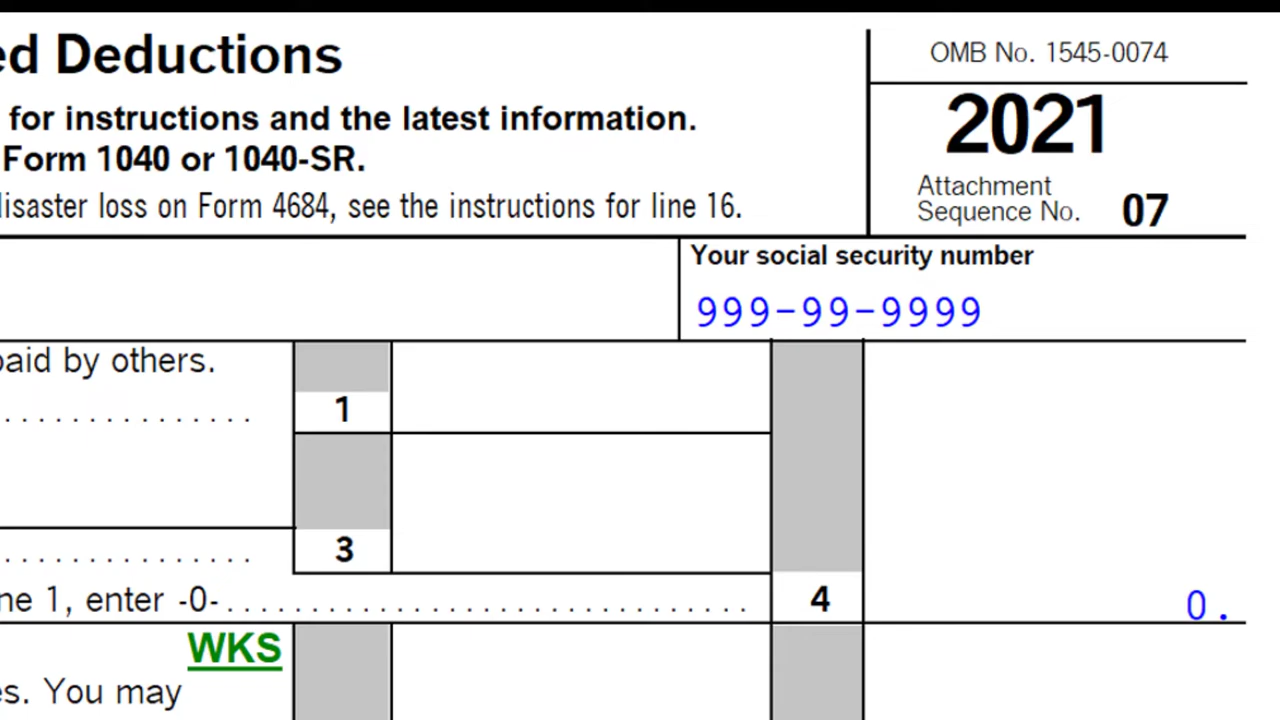 ed Deductions
OMB No. 1545-0074
2021
for instructions and the latest information.
Form 1040 or 1040-SR.
Attachment
Sequence No. 07
disaster loss on Form 4684, see the instructions for line 16.
Your social security number
999-99-9999
paid by others.
. . . . . . . . . . . . . . . 1
. . . . . . . . . . . . . . . 3
ne 1, enter -0- . . . . . . . . . . . . . . . . . . . . . . . . . . . . . . . 4 0.
WKS
es. You may